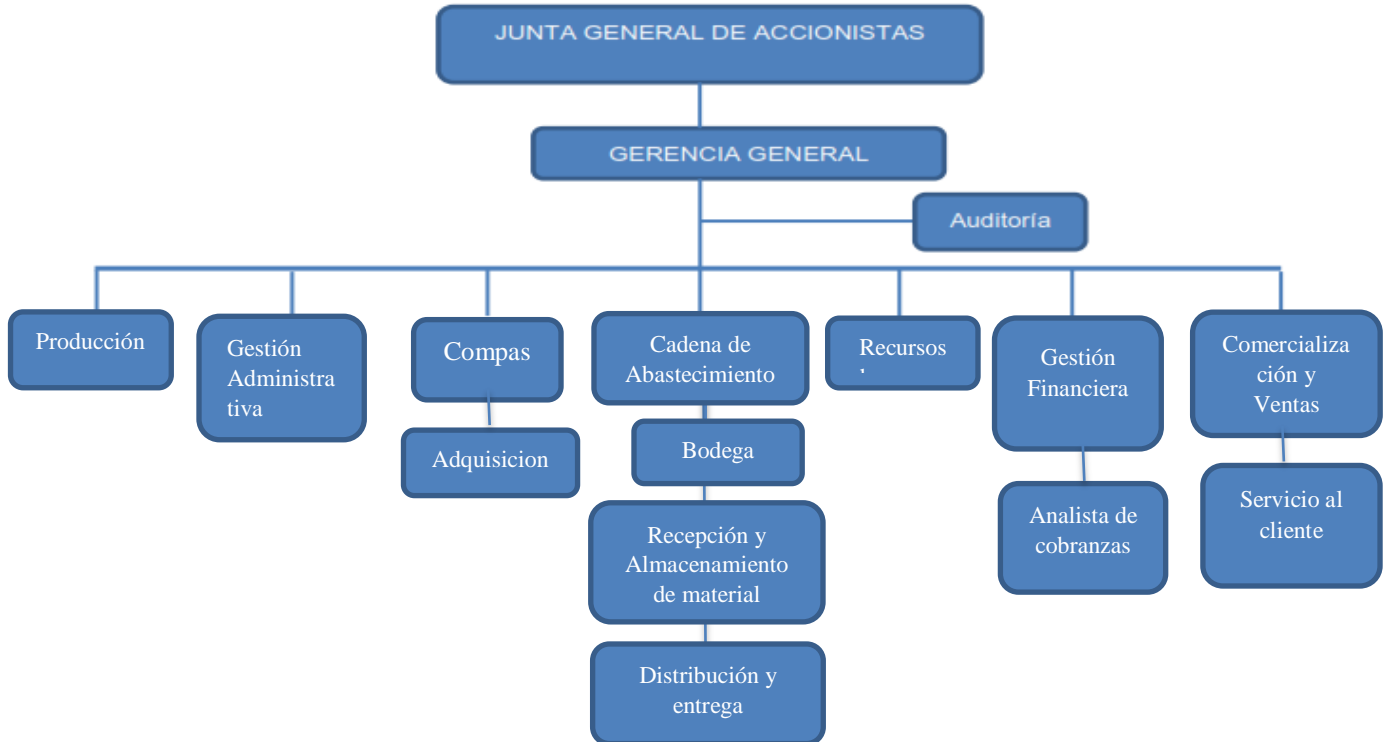 JUNTA GENERAL DE ACCIONISTAS
GERENCIA GENERAL
Auditoría
Producción
Gestión
Administra
tiva
Compas
Adquisicion
Cadena de
Abastecimiento
Bodega
Recepción y
Almacenamiento
de material
Distribución y
entrega
Recursos
Gestión
Financiera
Analista de
cobranzas
Comercializa
ción y
Ventas
Servicio al
cliente